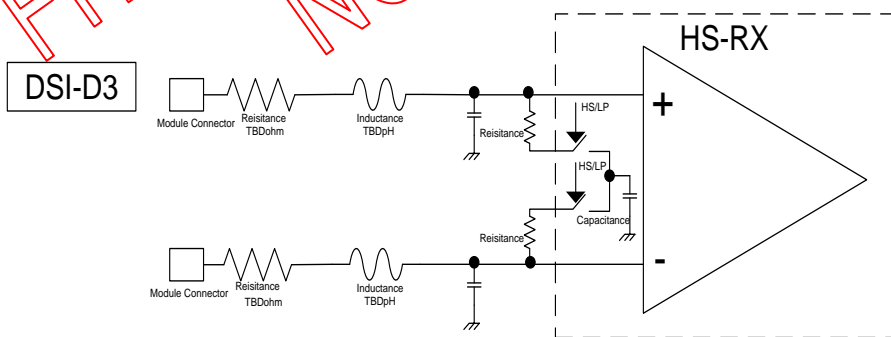 HS-RX
DSI-D3
Module Connector
Reisitance
TBDohm
Inductance
TBDpH
Reisitance
HS/LP
+
HS/LP
Capacitance
Reisitance
-
Module Connector
Reisitance
TBDohm
Inductance
TBDpH